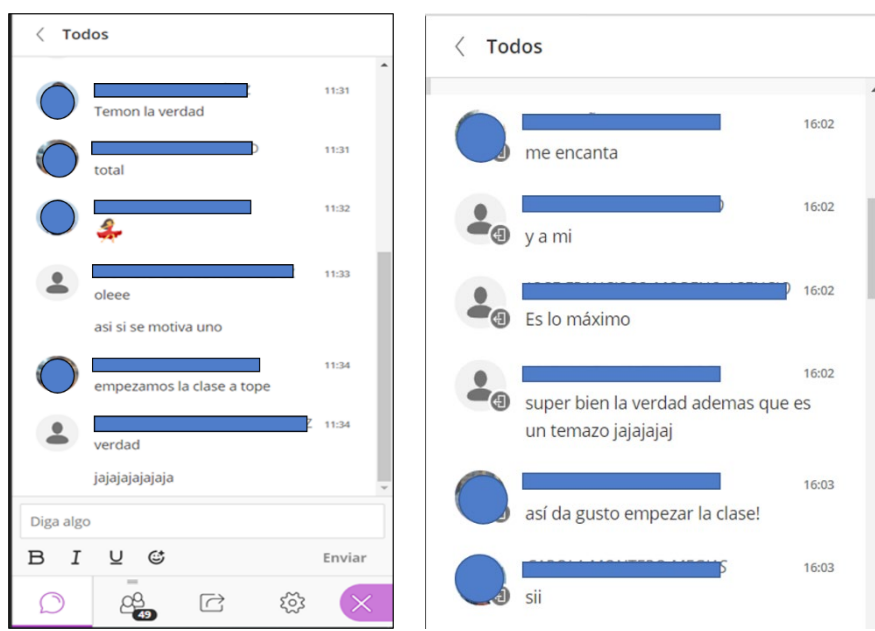 Todos
11:31
Temon la verdad
11:31
total
11:32
11:33
oleee
asi si se motiva uno
11:34
empezamos la clase a tope
11:34
verdad
jajajajajajaja
Diga algo
B I U
Enviar
49
Todos
16:02
me encanta
16:02
y a mi
16:02
Es lo máximo
16:02
super bien la verdad ademas que es
un temazo jajajajaj
16:03
así da gusto empezar la clase!
16:03
sii